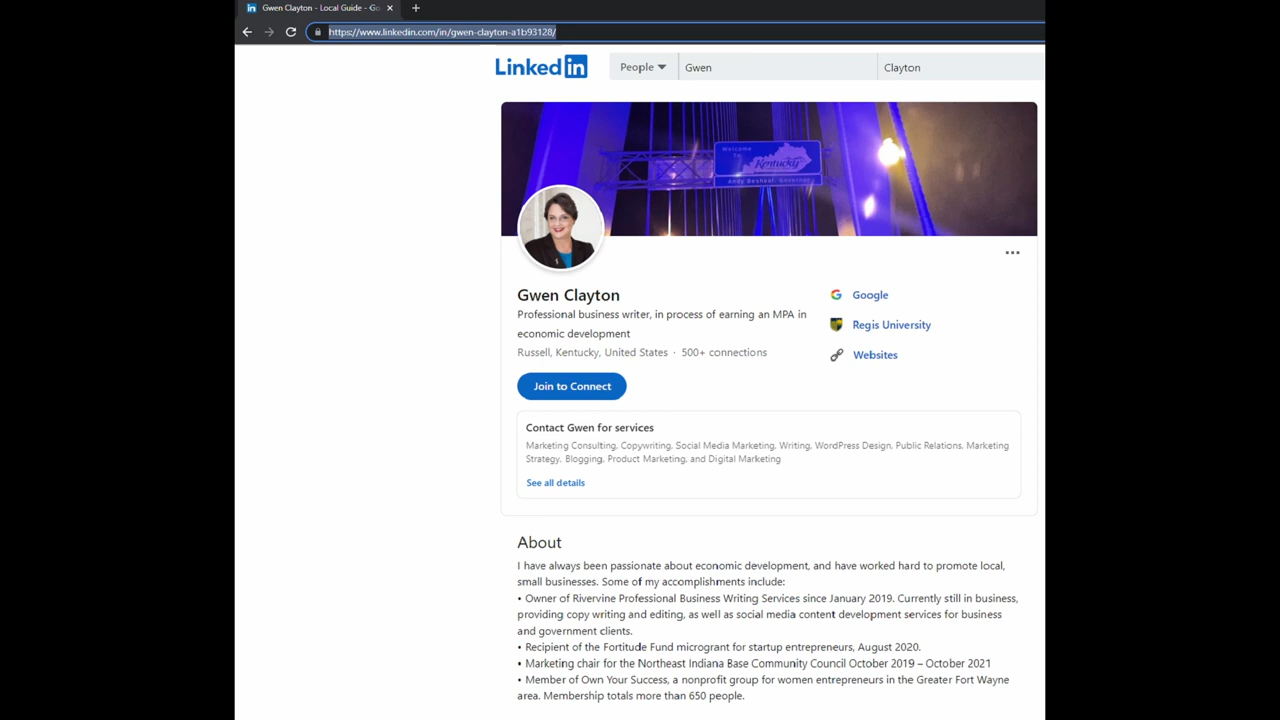 Gwen Clayton - Local Guide - Go
https://www.linkedin.com/in/gwen-clayton-a1b93128/
Linkedin People Gwen Clayton
Welcome
To
Kentucky
Andy Beshear, Governor
Gwen Clayton
Professional business writer, in process of earning an MPA in
economic development
Russell, Kentucky, United States · 500+ connections
Google
Regis University
Websites
Join to Connect
Contact Gwen for services
Marketing Consulting, Copywriting, Social Media Marketing, Writing, WordPress Design, Public Relations, Marketing
Strategy, Blogging, Product Marketing, and Digital Marketing
See all details
About
I have always been passionate about economic development, and have worked hard to promote local,
small businesses. Some of my accomplishments include:
• Owner of Rivervine Professional Business Writing Services since January 2019. Currently still in business,
providing copy writing and editing, as well as social media content development services for business
and government clients.
• Recipient of the Fortitude Fund microgrant for startup entrepreneurs, August 2020.
• Marketing chair for the Northeast Indiana Base Community Council October 2019 – October 2021
• Member of Own Your Success, a nonprofit group for women entrepreneurs in the Greater Fort Wayne
area. Membership totals more than 650 people.